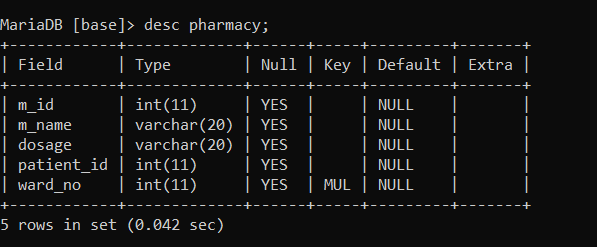 MariaDB [base]> desc pharmacy;
+------------+-------------+------+-----+---------+-------+
| Field      | Type        | Null | Key | Default | Extra |
+------------+-------------+------+-----+---------+-------+
| m_id       | int(11)     | YES  |     | NULL    |       |
| m_name     | varchar(20) | YES  |     | NULL    |       |
| dosage     | varchar(20) | YES  |     | NULL    |       |
| patient_id | int(11)     | YES  |     | NULL    |       |
| ward_no    | int(11)     | YES  | MUL | NULL    |       |
+------------+-------------+------+-----+---------+-------+
5 rows in set (0.042 sec)